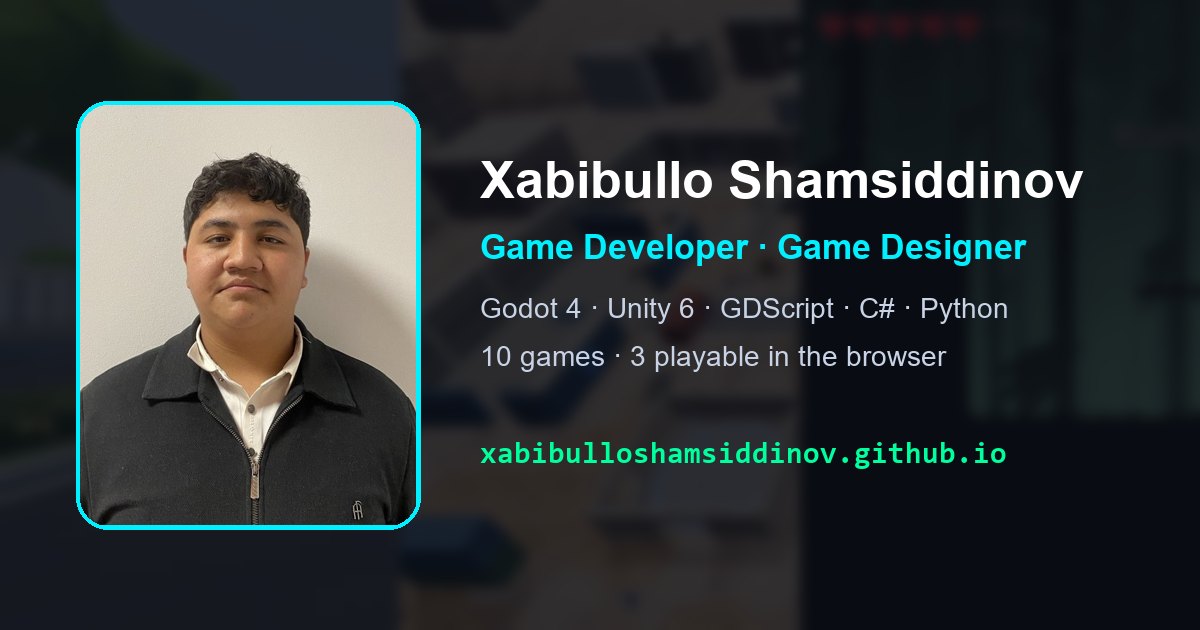 Xabibullo Shamsiddinov
Game Developer · Game Designer
Godot 4 · Unity 6 · GDScript · C# · Python
10 games · 3 playable in the browser
xabibulloshamsiddinov.github.io